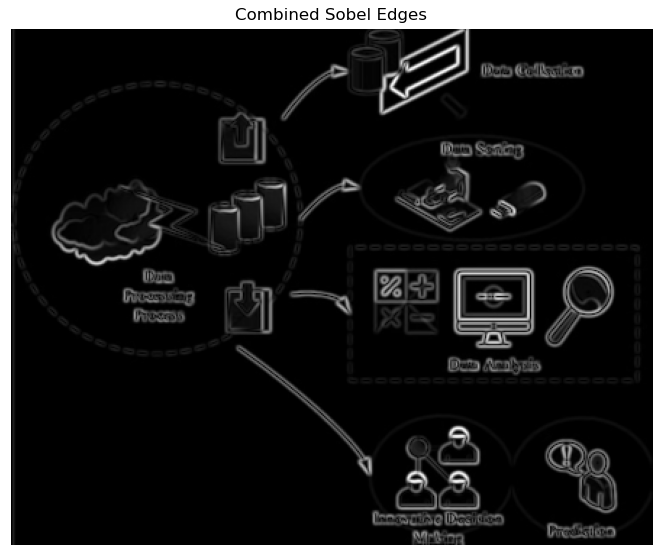 Combined Sobel Edges
Data Collection
Data Sorting
Data
Processing
Process
% +
× −
Data Analysis
!
Innovative Decision
Making
Prediction